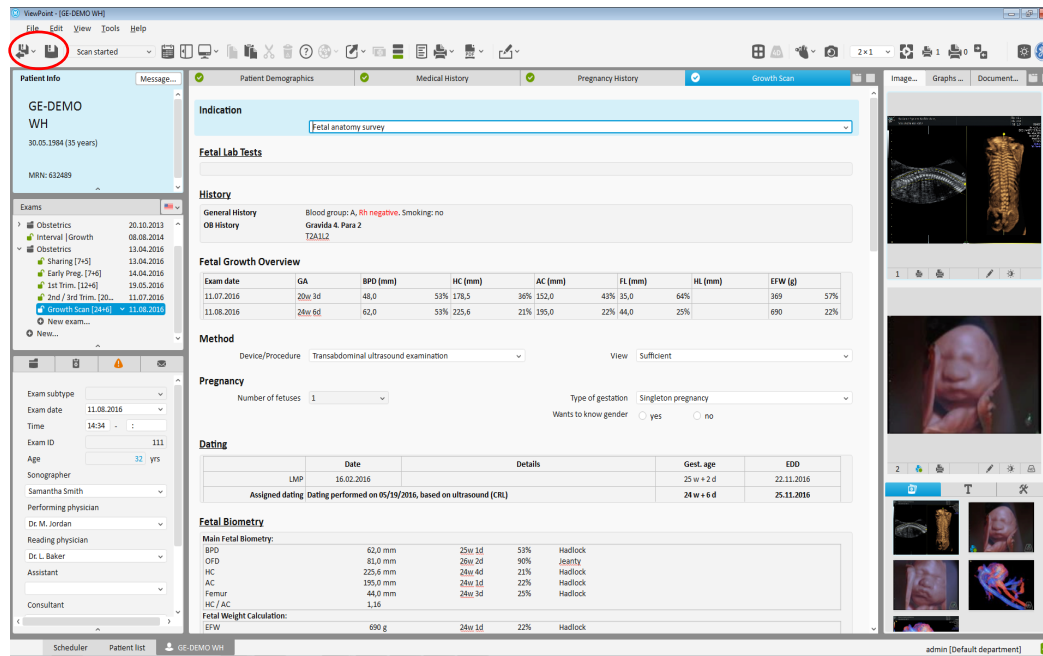 ViewPoint - [GE-DEMO WH]
File Edit View Tools Help
Scan started
2×1
1
0
Patient Info Message...
GE-DEMO
WH
30.05.1984 (35 years)
MRN: 632489
Exams
Obstetrics 20.10.2013
Interval |Growth 08.08.2014
Obstetrics 13.04.2016
Sharing [7+5] 13.04.2016
Early Preg. [7+6] 14.04.2016
1st Trim. [12+6] 19.05.2016
2nd / 3rd Trim. [20... 11.07.2016
Growth Scan [24+6] 11.08.2016
New exam...
New...
Exam subtype
Exam date 11.08.2016
Time 14:34 - :
Exam ID 111
Age 32 yrs
Sonographer
Samantha Smith
Performing physician
Dr. M. Jordan
Reading physician
Dr. L. Baker
Assistant
Consultant
Patient Demographics Medical History Pregnancy History Growth Scan
Indication
Fetal anatomy survey
Fetal Lab Tests
History
General History Blood group: A, Rh negative. Smoking: no
OB History Gravida 4. Para 2
T2A1L2
Fetal Growth Overview
Exam date GA BPD (mm) HC (mm) AC (mm) FL (mm) HL (mm) EFW (g)
11.07.2016 20w 3d 48,0 53% 178,5 36% 152,0 43% 35,0 64% 369 57%
11.08.2016 24w 6d 62,0 53% 225,6 21% 195,0 22% 44,0 25% 690 22%
Method
Device/Procedure Transabdominal ultrasound examination View Sufficient
Pregnancy
Number of fetuses 1 Type of gestation Singleton pregnancy
Wants to know gender yes no
Dating
Date Details Gest. age EDD
LMP 16.02.2016 25 w + 2 d 22.11.2016
Assigned dating Dating performed on 05/19/2016, based on ultrasound (CRL) 24 w + 6 d 25.11.2016
Fetal Biometry
Main Fetal Biometry:
BPD 62,0 mm 25w 1d 53% Hadlock
OFD 81,0 mm 26w 2d 90% Jeanty
HC 225,6 mm 24w 4d 21% Hadlock
AC 195,0 mm 24w 1d 22% Hadlock
Femur 44,0 mm 24w 3d 25% Hadlock
HC / AC 1,16
Fetal Weight Calculation:
EFW 690 g 24w 1d 22% Hadlock
Image... Graphs ... Document...
1
2
T
Scheduler Patient list GE-DEMO WH
admin [Default department]